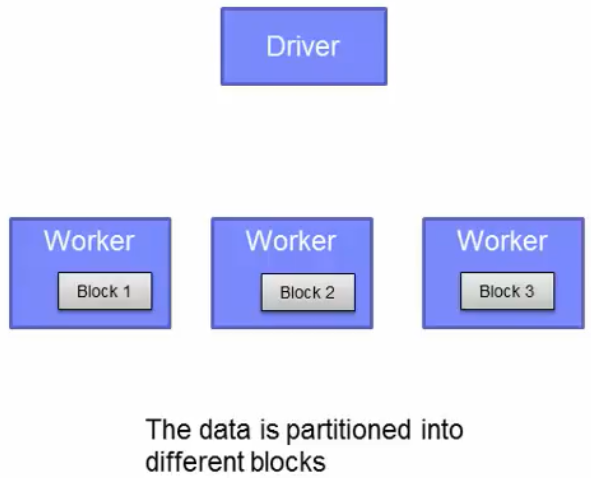 Driver
Worker
Worker
Worker
Block 1
Block 2
Block 3
The data is partitioned into
different blocks